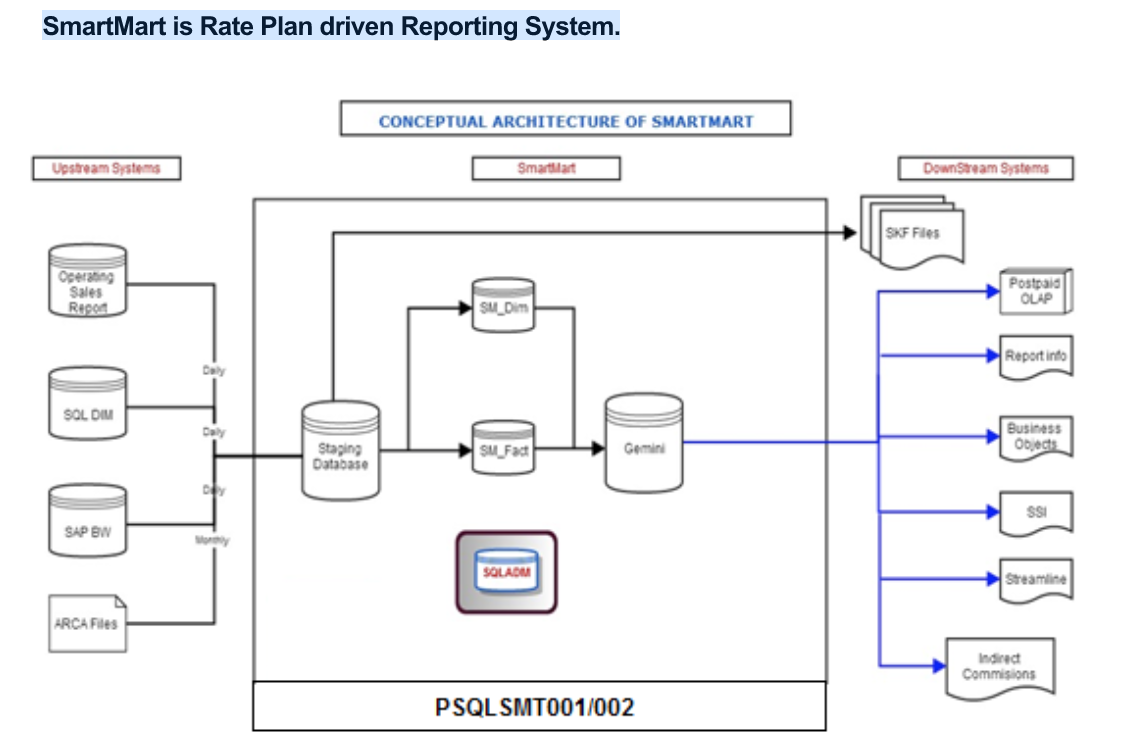 SmartMart is Rate Plan driven Reporting System.
CONCEPTUAL ARCHITECTURE OF SMARTMART
Upstream Systems
SmartMart
DownStream Systems
Operating
Sales
Report
SQL DIM
SAP BW
ARCA Files
Daily
Daily
Daily
Monthly
Staging
Database
SM_Dim
SM_Fact
Gemini
SQLADM
SKF Files
Postpaid
OLAP
Report info
Business
Objects
SSI
Streamline
Indirect
Commisions
PSQLSMT001/002